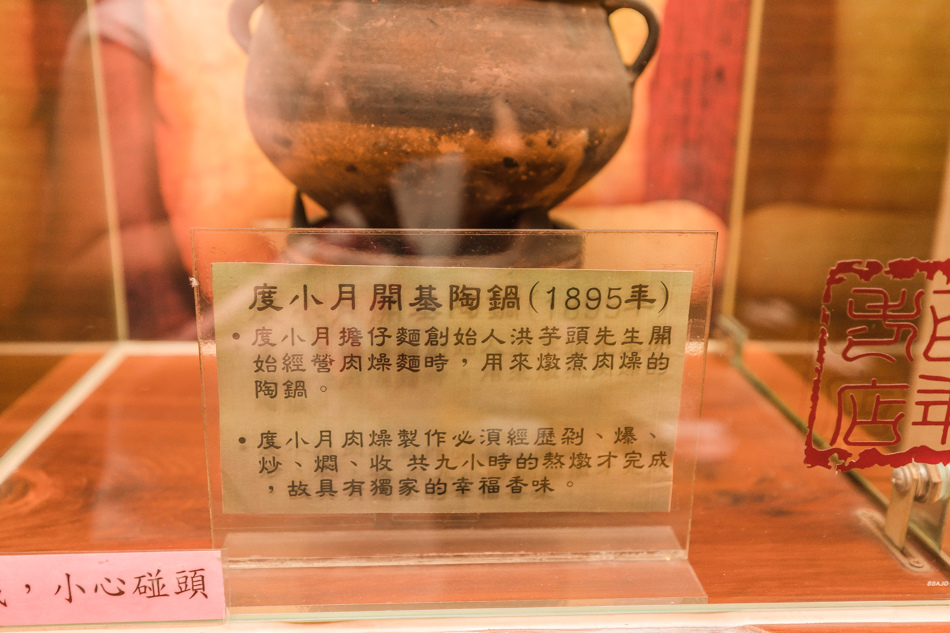 度小月開基陶鍋(1895年)
•度小月擔仔麵創始人洪芋頭先生開
始經營肉燥麵時，用來燉煮肉燥的
陶鍋。
•度小月肉燥製作必須經歷剁、爆、
炒、燜、收 共九小時的熬燉才完成
，故具有獨家的幸福香味。
，小心碰頭
百年
老店